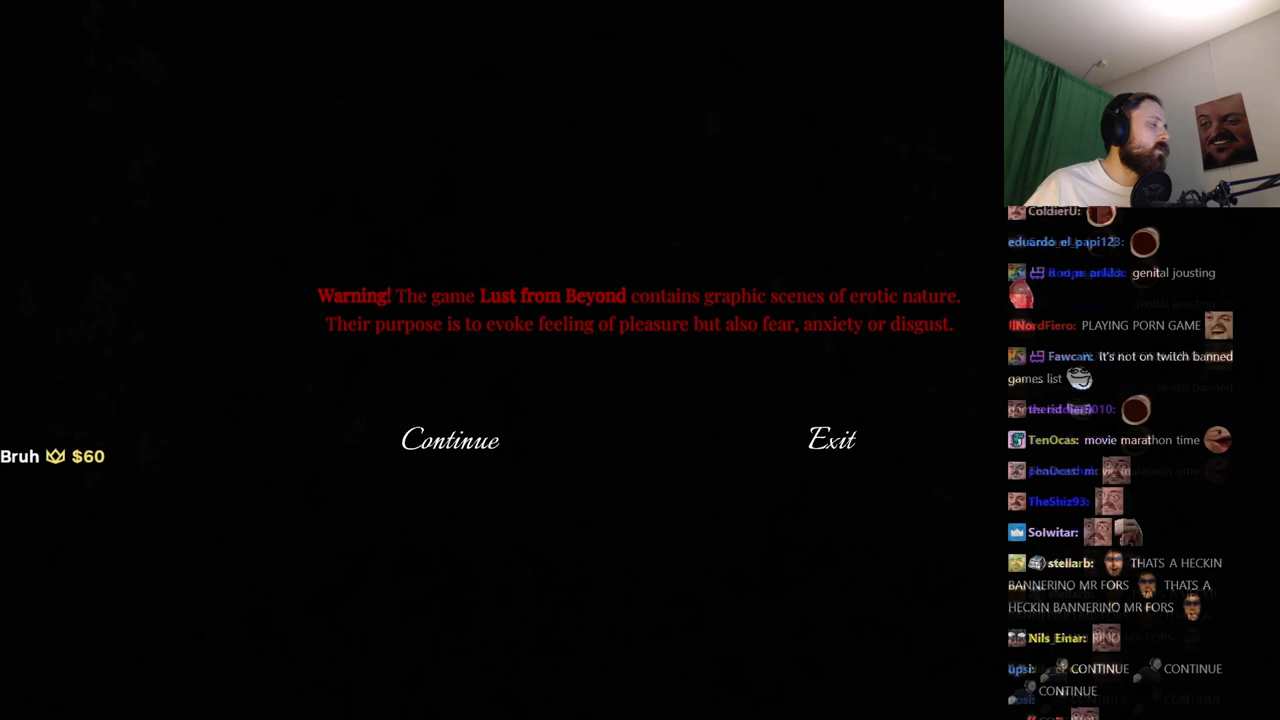 Warning! The game Lust from Beyond contains graphic scenes of erotic nature.
Their purpose is to evoke feeling of pleasure but also fear, anxiety or disgust.
Continue
Exit
Bruh $60
ColdierU:
eduardo_el_papi123:
genital jousting
NordFiero: PLAYING PORN GAME
Fawcan: It's not on twitch banned
games list
TenOcas: movie marathon time
TheShiz93:
Solwitar:
stellarb: THATS A HECKIN
BANNERINO MR FORS THATS A
HECKIN BANNERINO MR FORS
Nils_Einar:
upsi: CONTINUE CONTINUE
CONTINUE